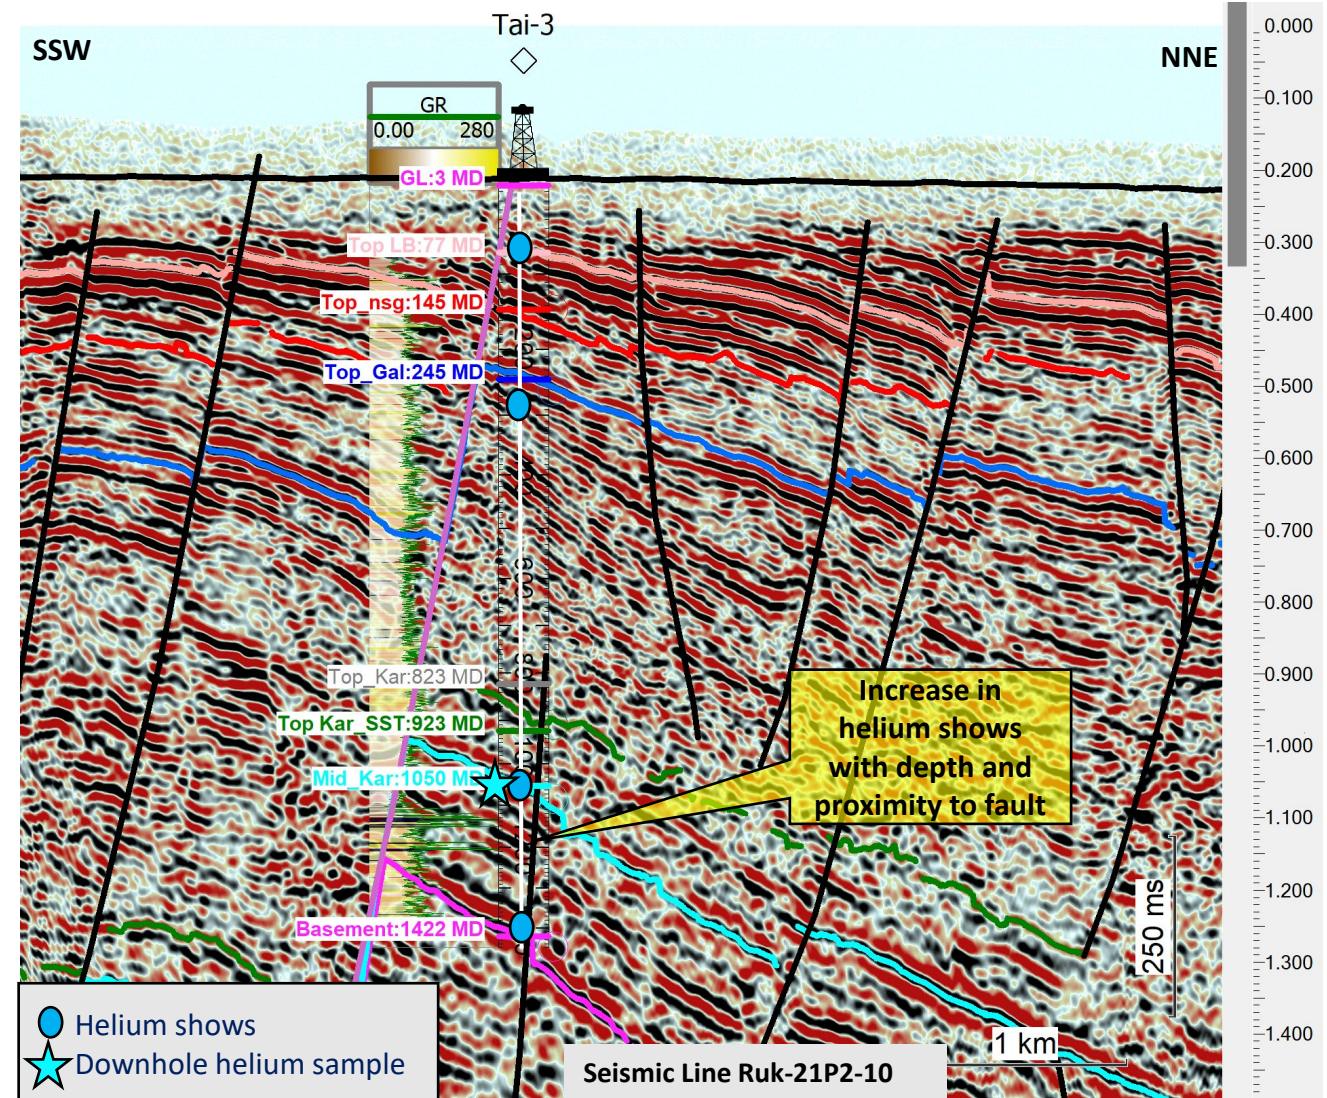 Tai-3
SSW
NNE
GR
0.00 280
GL:3 MD
Top LB:77 MD
Top_nsg:145 MD
Top_Gal:245 MD
Top_Kar:823 MD
Top Kar_SST:923 MD
Mid_Kar:1050 MD
Basement:1422 MD
Increase in
helium shows
with depth and
proximity to fault
250 ms
1 km
Helium shows
Downhole helium sample
Seismic Line Ruk-21P2-10
0.000
0.100
0.200
0.300
0.400
0.500
0.600
0.700
0.800
0.900
1.000
1.100
1.200
1.300
1.400